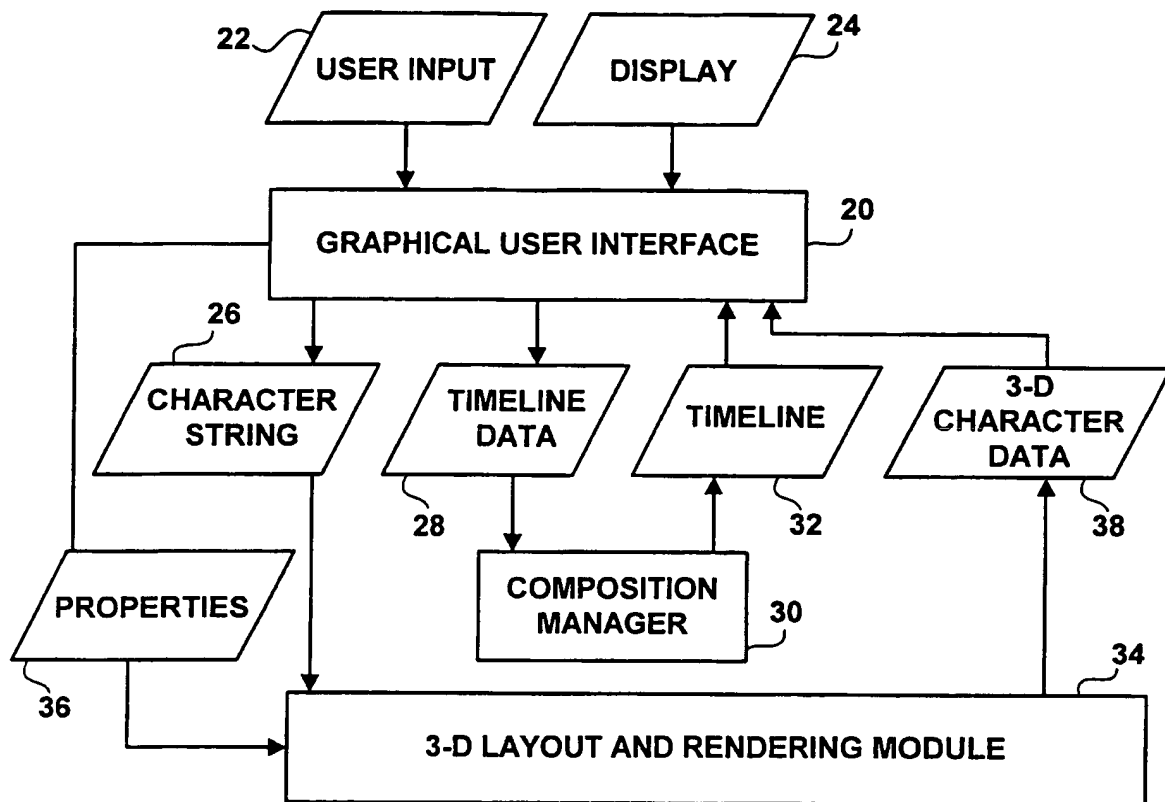 22
USER INPUT
24
DISPLAY
GRAPHICAL USER INTERFACE
20
26
CHARACTER
STRING
TIMELINE
DATA
28
TIMELINE
32
3-D
CHARACTER
DATA
38
PROPERTIES
36
COMPOSITION
MANAGER
30
34
3-D LAYOUT AND RENDERING MODULE